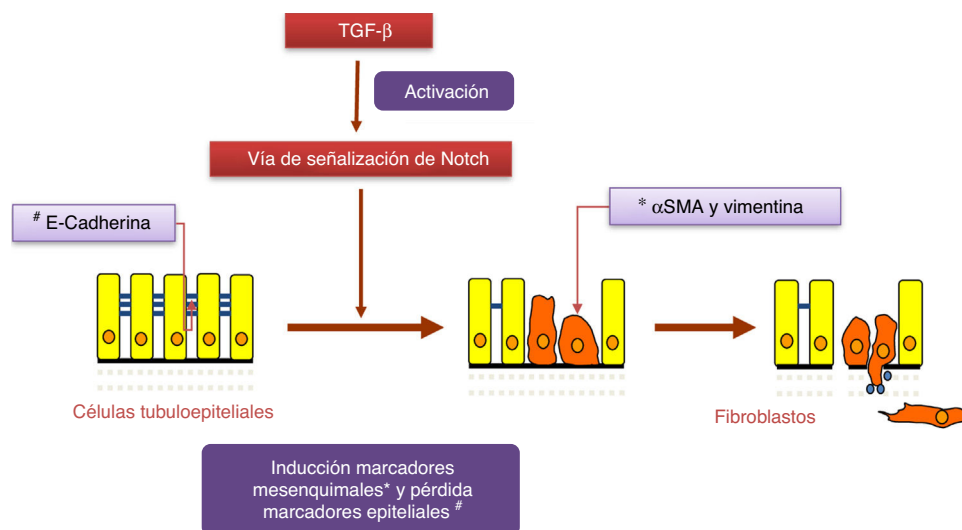 TGF-β
Activación
Vía de señalización de Notch
# E-Cadherina
* αSMA y vimentina
Células tubuloepiteliales
Fibroblastos
Inducción marcadores
mesenquimales* y pérdida
marcadores epiteliales #